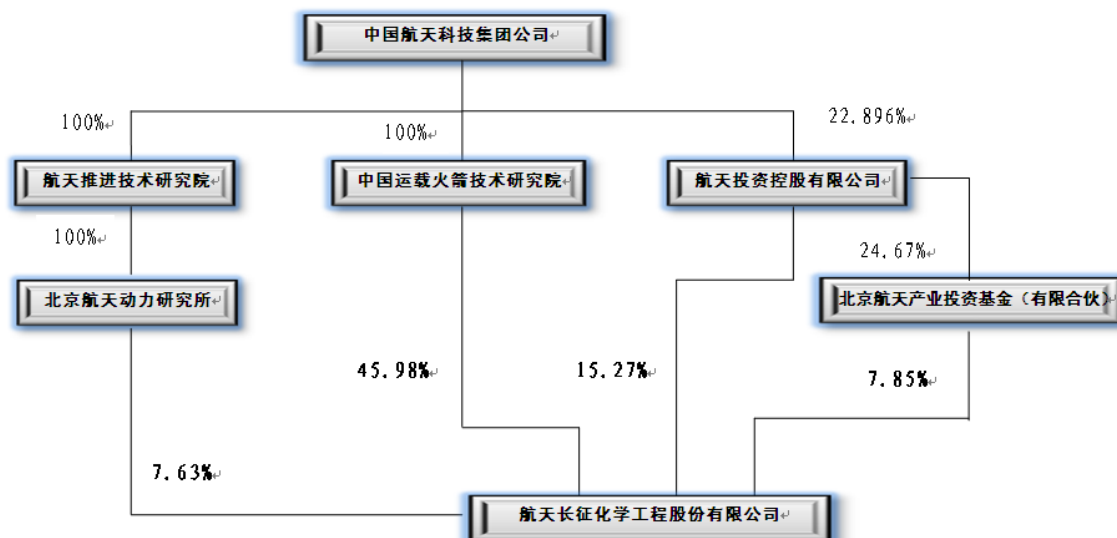 中国航天科技集团公司
100%
100%
22.896%
航天推进技术研究院
中国运载火箭技术研究院
航天投资控股有限公司
100%
24.67%
北京航天动力研究所
北京航天产业投资基金（有限合伙）
45.98%
15.27%
7.85%
7.63%
航天长征化学工程股份有限公司